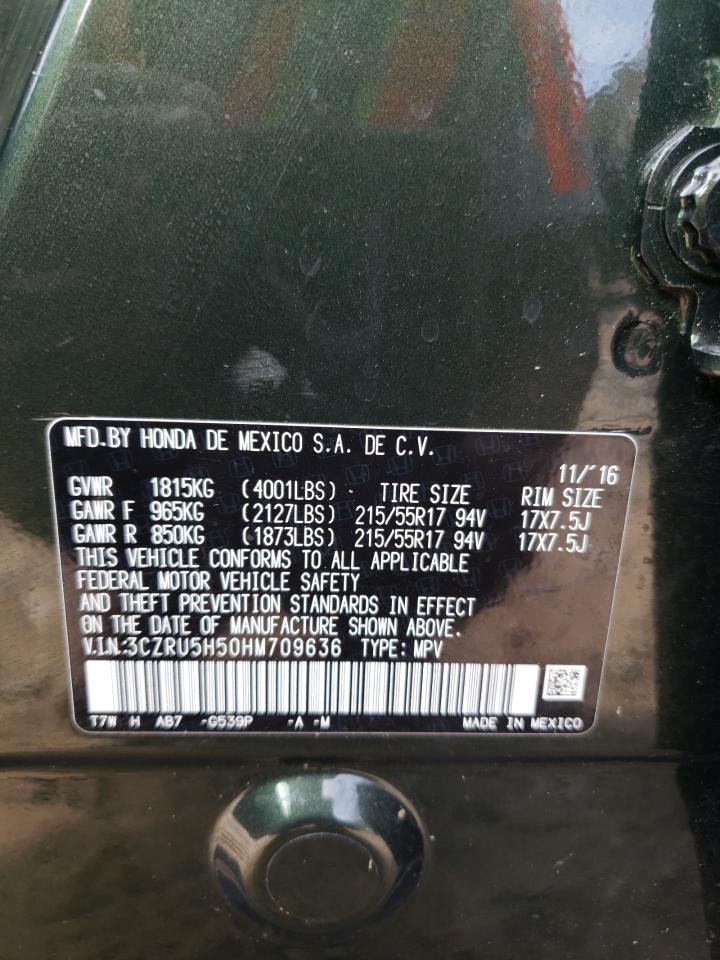 MFD.BY HONDA DE MEXICO S.A. DE C.V.
11/'16
GVWR 1815KG (4001LBS) TIRE SIZE RIM SIZE
GAWR F 965KG (2127LBS) 215/55R17 94V 17X7.5J
GAWR R 850KG (1873LBS) 215/55R17 94V 17X7.5J
THIS VEHICLE CONFORMS TO ALL APPLICABLE
FEDERAL MOTOR VEHICLE SAFETY
AND THEFT PREVENTION STANDARDS IN EFFECT
ON THE DATE OF MANUFACTURE SHOWN ABOVE.
V.I.N:3CZRU5H50HM709636 TYPE: MPV
T7W H AB7 -G539P -A -M MADE IN MEXICO